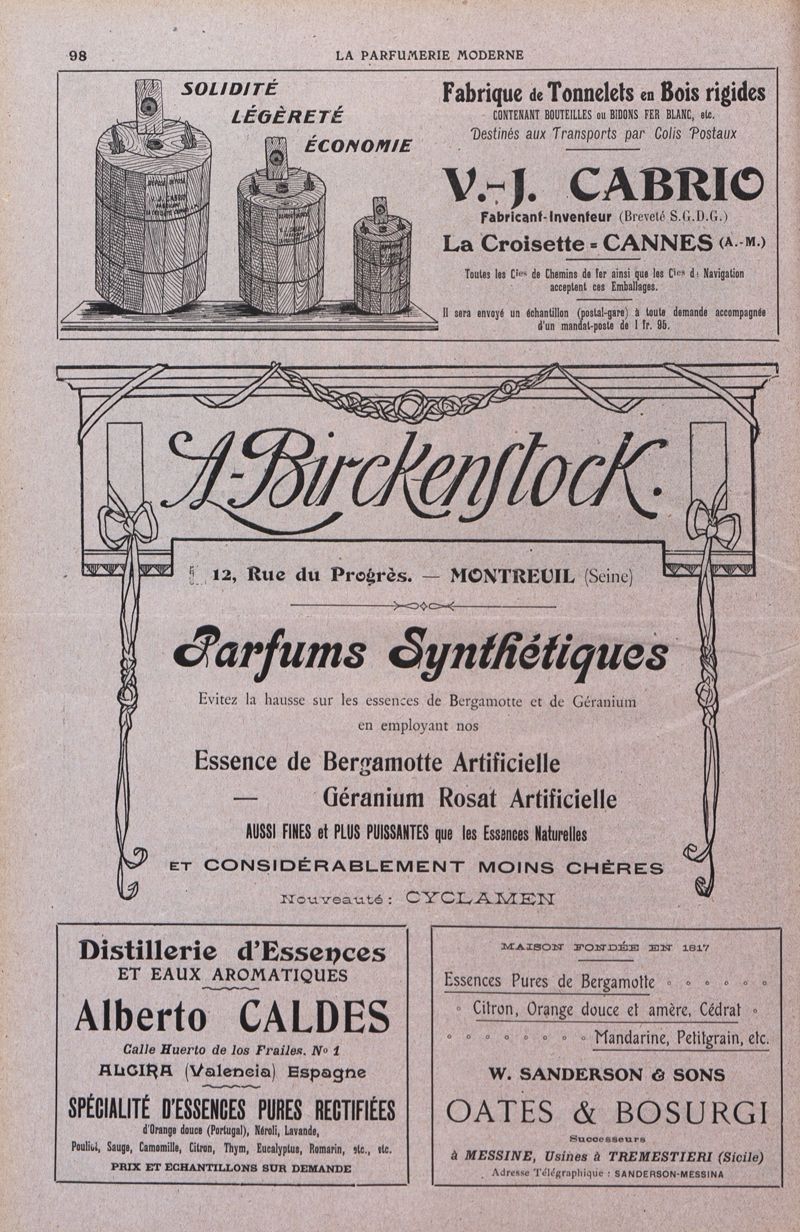 98
LA PARFUMERIE MODERNE
SOLIDITÉ
LÉGÈRETÉ
ÉCONOMIE
Fabrique de Tonnelets en Bois rigides
CONTENANT BOUTEILLES ou BIDONS FER BLANC, etc.
Destinés aux Transports par Colis Postaux
V.-J. CABRIO
Fabricant-Inventeur (Breveté S.G.D.G.)
La Croisette - CANNES (A.-M.)
Toutes les Cies de Chemins de fer ainsi que les Cies de Navigation
acceptent ces Emballages.
Il sera envoyé un échantillon (postal-gare) à toute demande accompagnée
d'un mandat-poste de 1 fr. 95.
A-Birckenstock.
12, Rue du Progrès. — MONTREUIL (Seine)
Parfums Synthétiques
Evitez la hausse sur les essences de Bergamotte et de Géranium
en employant nos
Essence de Bergamotte Artificielle
— Géranium Rosat Artificielle
AUSSI FINES et PLUS PUISSANTES que les Essences Naturelles
ET CONSIDÉRABLEMENT MOINS CHÈRES
Nouveauté : CYCLAMEN
Distillerie d'Essences
ET EAUX AROMATIQUES
Alberto CALDES
Calle Huerto de los Frailes. No 1
ALCIRA (Valencia) Espagne
SPÉCIALITÉ D'ESSENCES PURES RECTIFIÉES
d'Orange douce (Portugal), Néroli, Lavande,
Pouliot, Sauge, Camomille, Citron, Thym, Eucalyptus, Romarin, etc., etc.
PRIX ET ECHANTILLONS SUR DEMANDE
MAISON FONDÉE EN 1817
Essences Pures de Bergamotte
Citron, Orange douce et amère, Cédrat
Mandarine, Petitgrain, etc.
W. SANDERSON & SONS
OATES & BOSURGI
Successeurs
à MESSINE, Usines à TREMESTIERI (Sicile)
Adresse Télégraphique : SANDERSON-MESSINA